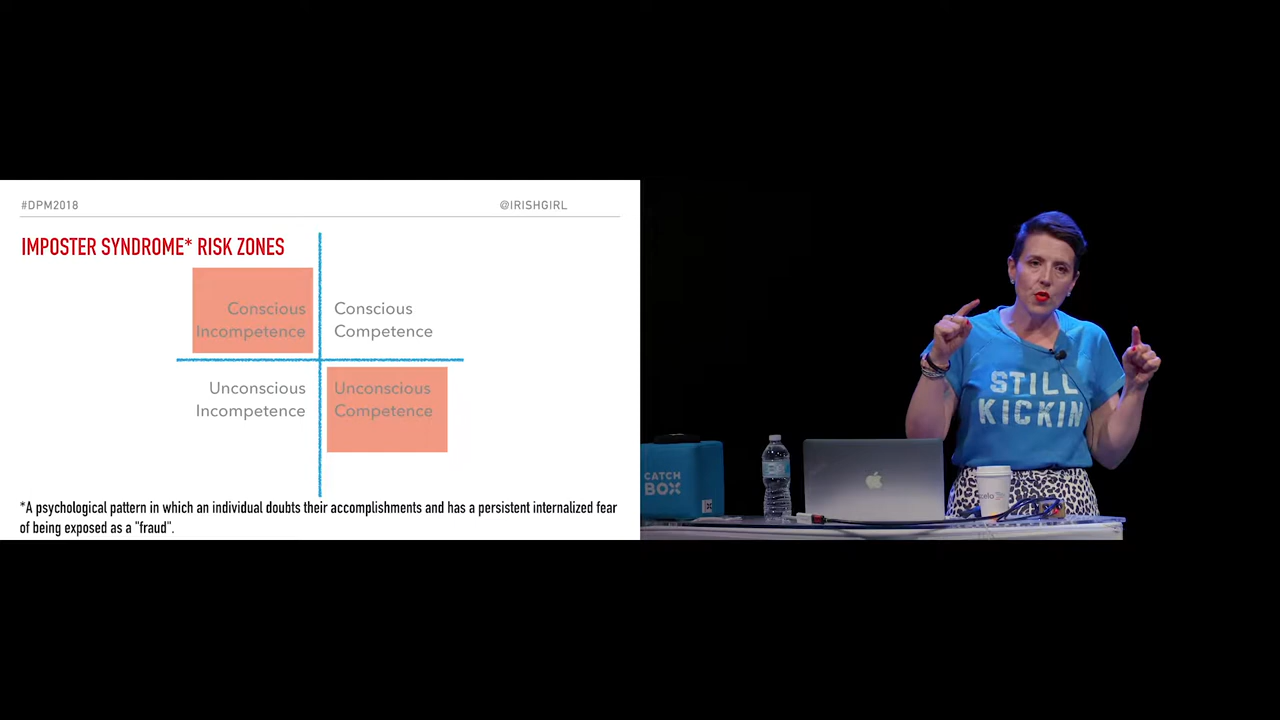 #DPM2018
@IRISHGIRL
IMPOSTER SYNDROME* RISK ZONES
Conscious
Incompetence
Conscious
Competence
Unconscious
Incompetence
Unconscious
Competence
*A psychological pattern in which an individual doubts their accomplishments and has a persistent internalized fear
of being exposed as a "fraud".
STILL
KICKIN
CATCH
BOX